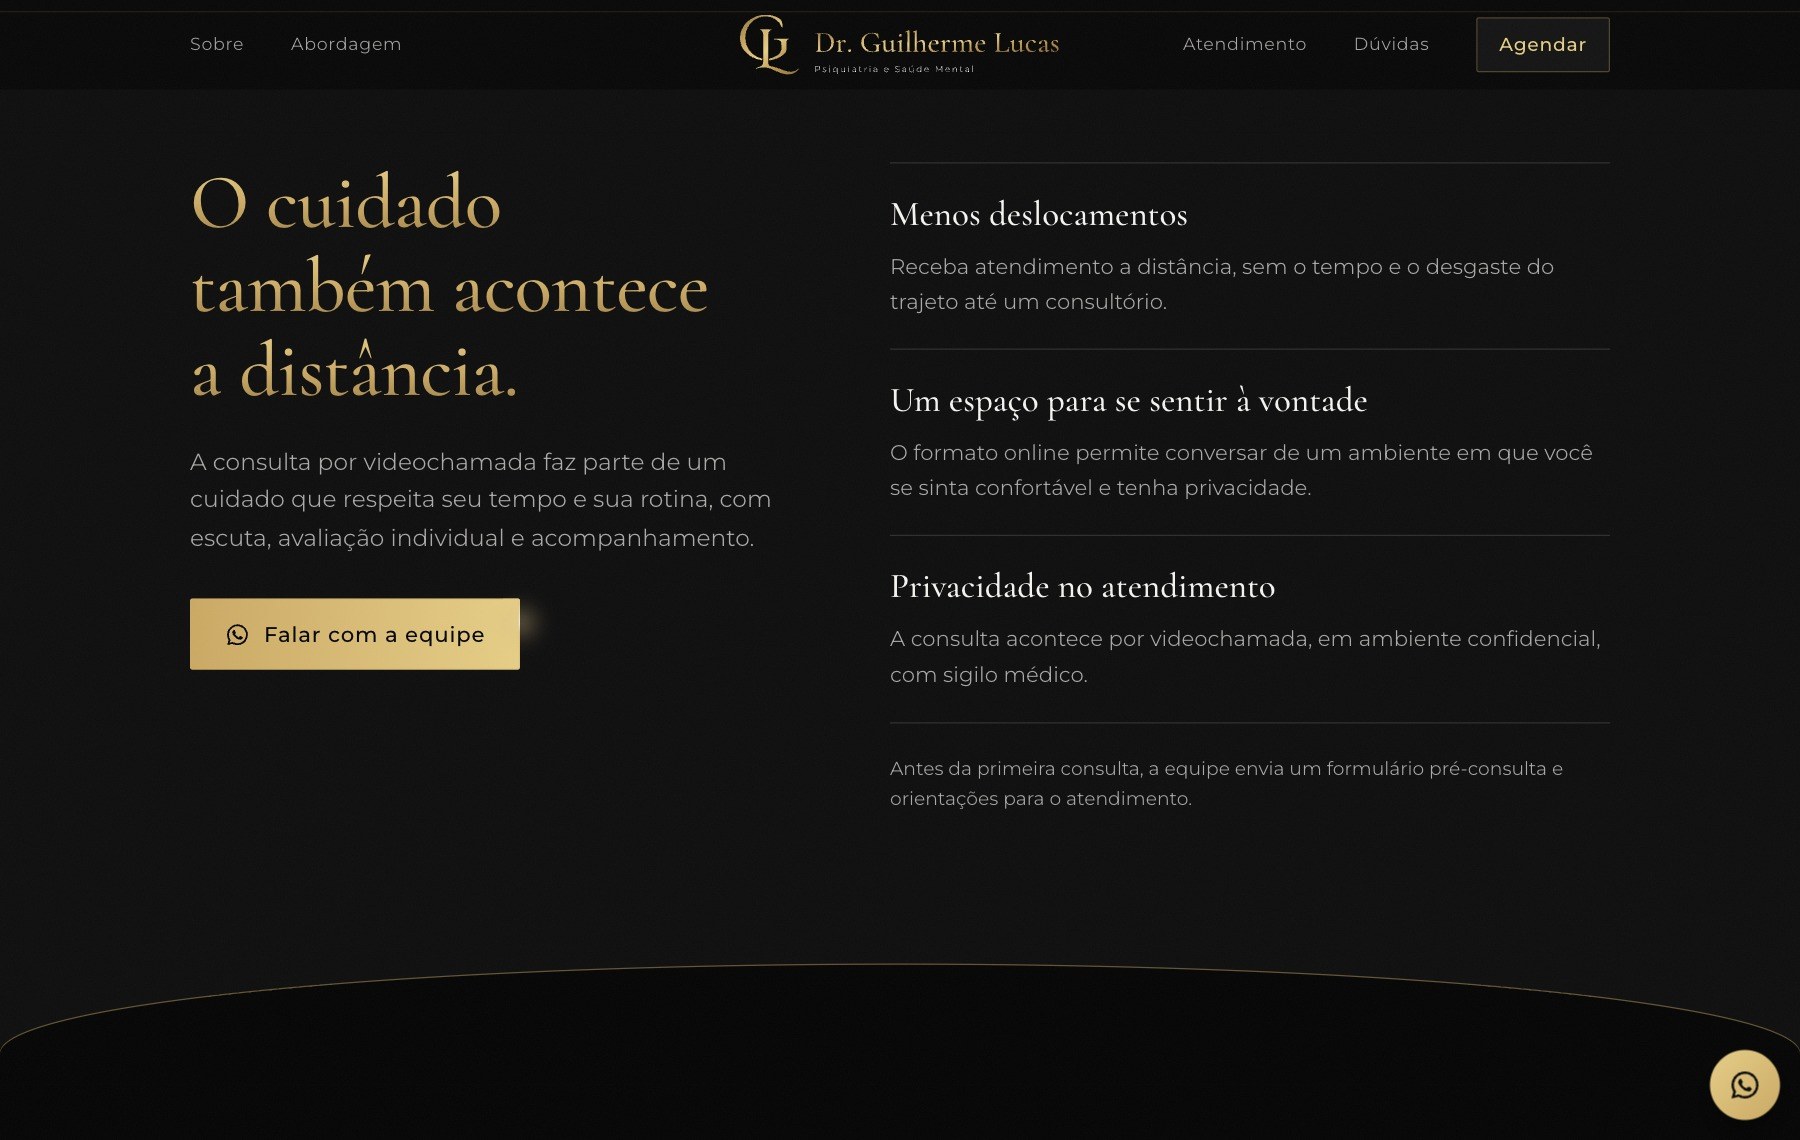 Sobre
Abordagem
Dr. Guilherme Lucas
Psiquiatria e Saúde Mental
Atendimento
Dúvidas
Agendar
O cuidado
também acontece
a distância.
A consulta por videochamada faz parte de um
cuidado que respeita seu tempo e sua rotina, com
escuta, avaliação individual e acompanhamento.
Falar com a equipe
Menos deslocamentos
Receba atendimento a distância, sem o tempo e o desgaste do
trajeto até um consultório.
Um espaço para se sentir à vontade
O formato online permite conversar de um ambiente em que você
se sinta confortável e tenha privacidade.
Privacidade no atendimento
A consulta acontece por videochamada, em ambiente confidencial,
com sigilo médico.
Antes da primeira consulta, a equipe envia um formulário pré-consulta e
orientações para o atendimento.